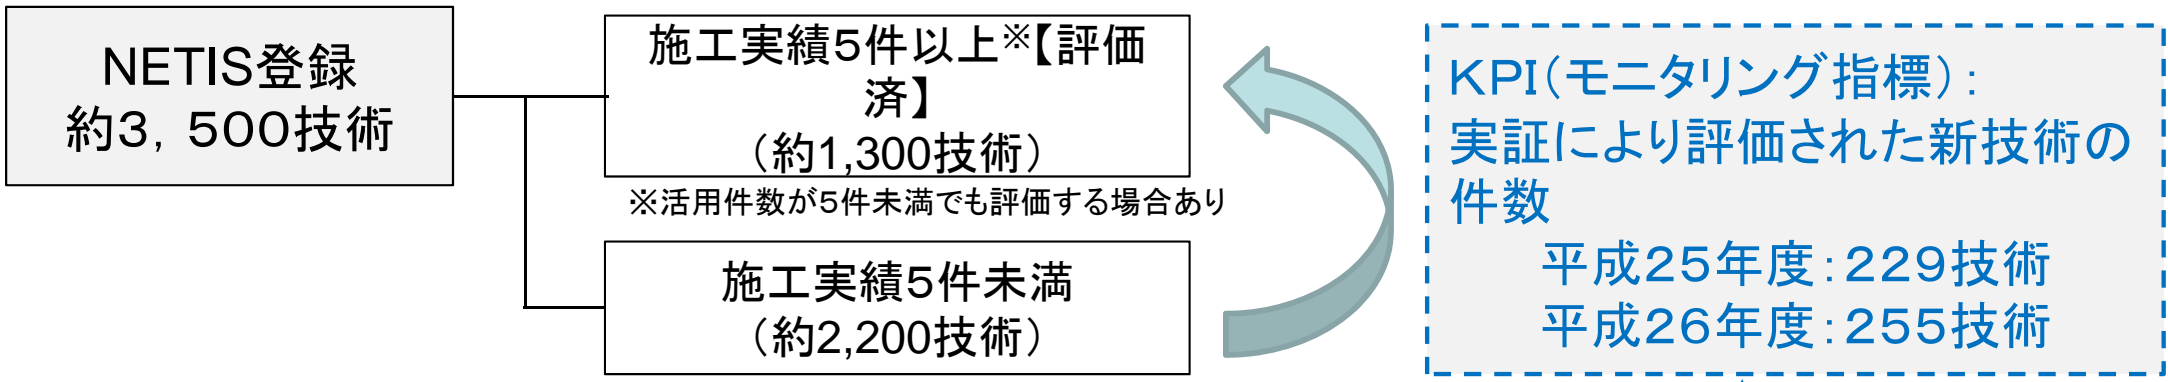 NETIS登録
約3，500技術
施工実績5件以上※【評価
済】
（約1,300技術）
※活用件数が5件未満でも評価する場合あり
施工実績5件未満
（約2,200技術）
KPI（モニタリング指標）：
実証により評価された新技術の
件数
平成25年度：229技術
平成26年度：255技術